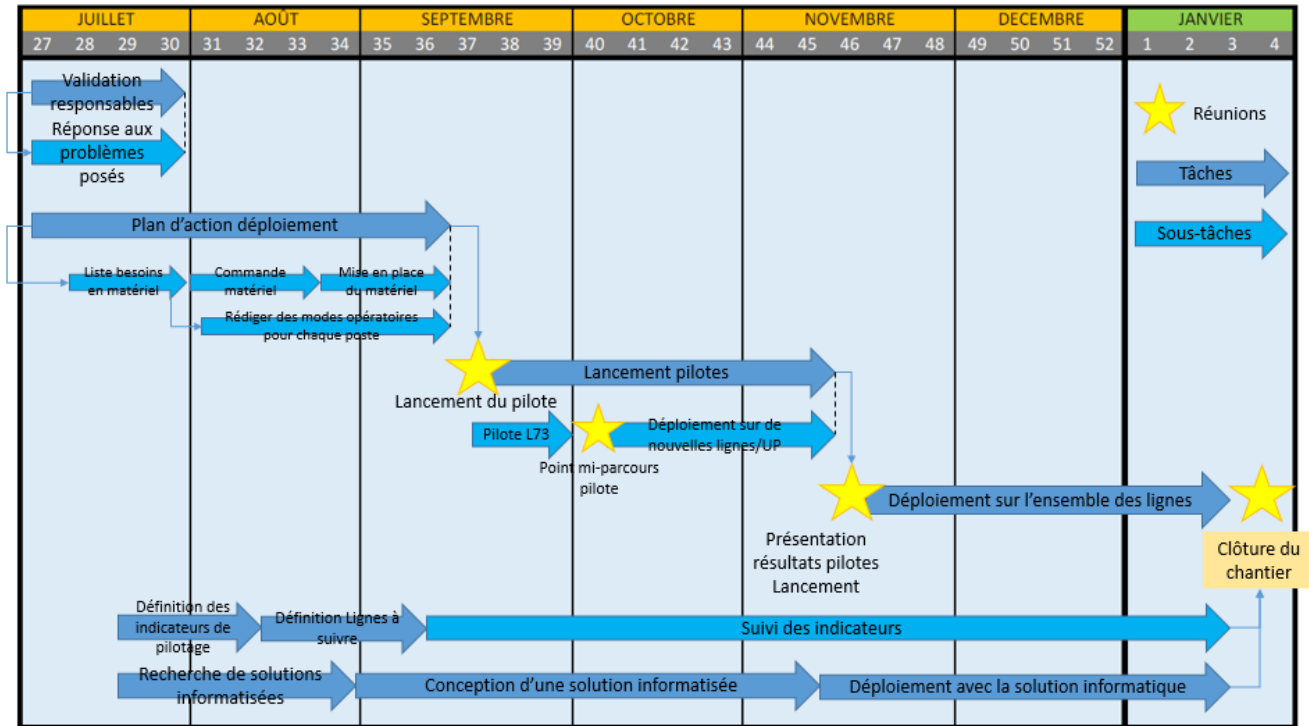 JUILLET AOÛT SEPTEMBRE OCTOBRE NOVEMBRE DECEMBRE JANVIER
27 28 29 30 31 32 33 34 35 36 37 38 39 40 41 42 43 44 45 46 47 48 49 50 51 52 1 2 3 4
Validation
responsables
Réponse aux
problèmes
posés
Réunions
Tâches
Sous-tâches
Plan d'action déploiement
Liste besoins
en matériel
Commande
matériel
Mise en place
du matériel
Rédiger des modes opératoires
pour chaque poste
Lancement pilotes
Lancement du pilote
Pilote L73
Déploiement sur de
nouvelles lignes/UP
Point mi-parcours
pilote
Déploiement sur l'ensemble des lignes
Présentation
résultats pilotes
Lancement
Clôture du
chantier
Définition des
indicateurs de
pilotage
Définition Lignes à
suivre
Suivi des indicateurs
Recherche de solutions
informatisées
Conception d'une solution informatisée
Déploiement avec la solution informatique